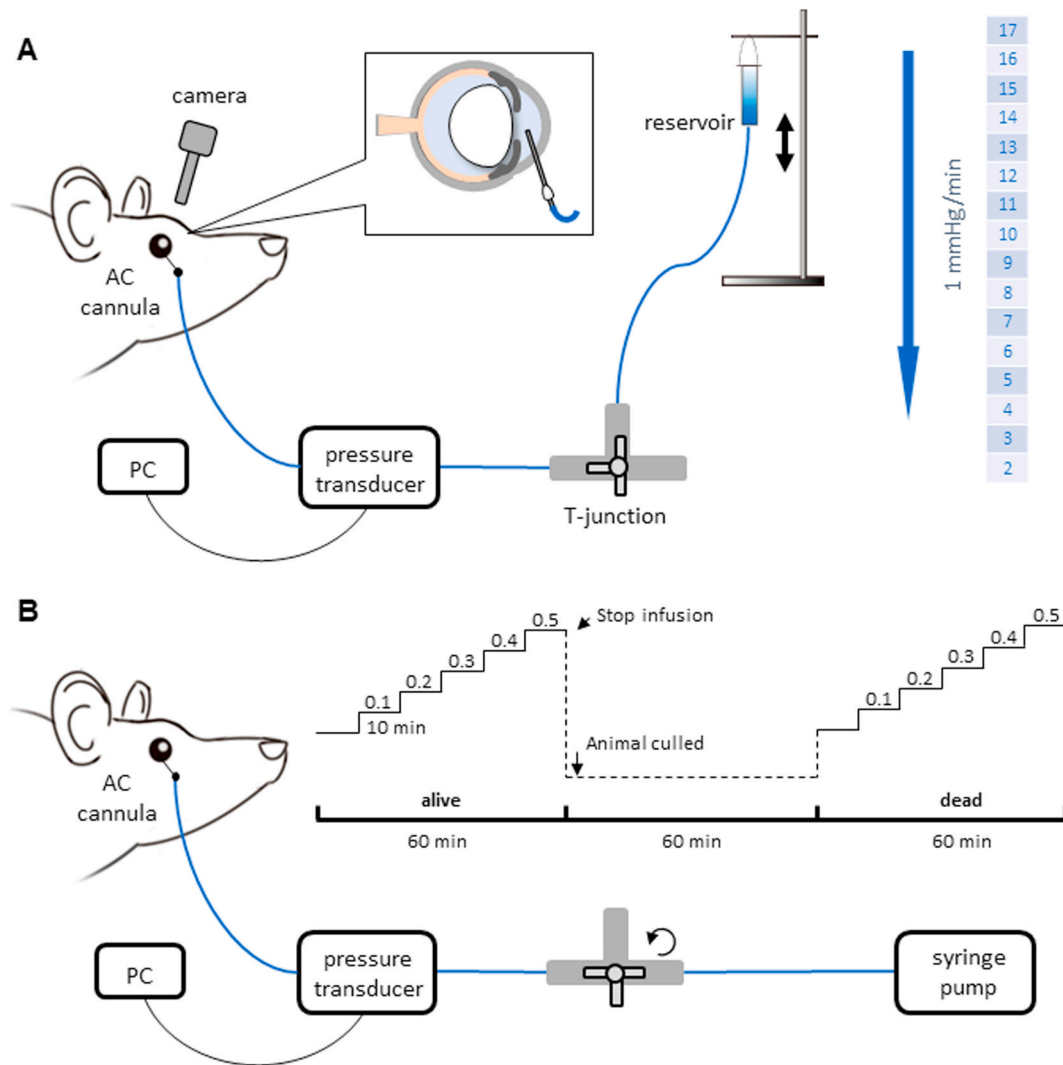 A
camera
AC
cannula
reservoir
1 mmHg/min
17
16
15
14
13
12
11
10
9
8
7
6
5
4
3
2
PC
pressure
transducer
T-junction
B
0.1
0.2
0.3
0.4
0.5
10 min
Stop infusion
Animal culled
0.1
0.2
0.3
0.4
0.5
AC
cannula
alive
dead
60 min
60 min
60 min
PC
pressure
transducer
syringe
pump